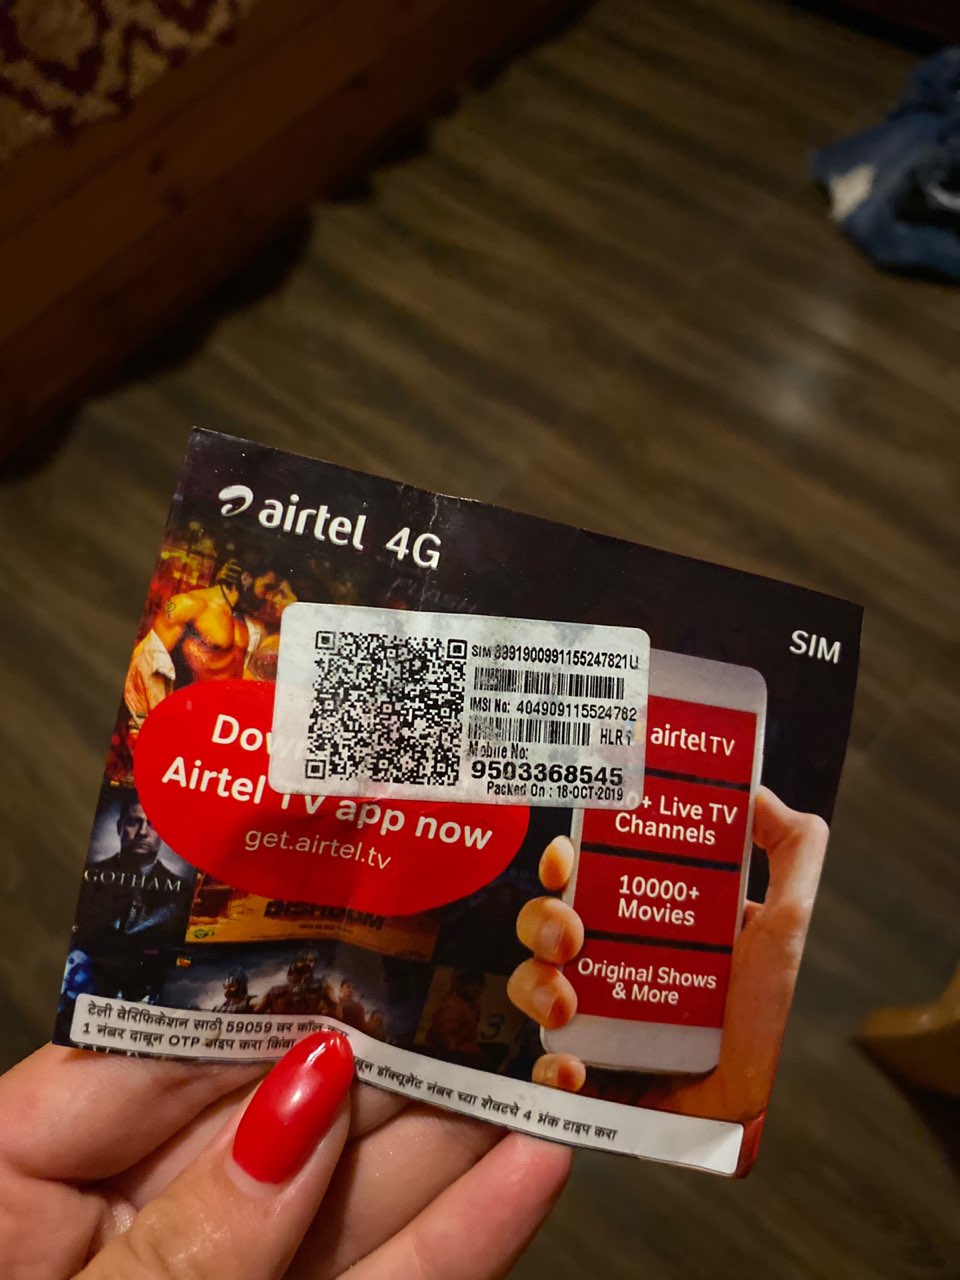 airtel 4G
SIM
SIM 8991900991155247821U
IMSI No: 404909115524782
HLR
Mobile No:
9503368545
Packed On : 18-OCT-2019
Airtel TV app now
get.airtel.tv
airtel TV
0+ Live TV
Channels
10000+
Movies
Original Shows
& More
GOTHAM
टेली वेरिफिकेशन साठी 59059 वर कॉल
1 नंबर दाबून OTP टाइप करा किंवा
डॉक्यूमेंट नंबर च्या शेवटचे 4 अंक टाइप करा